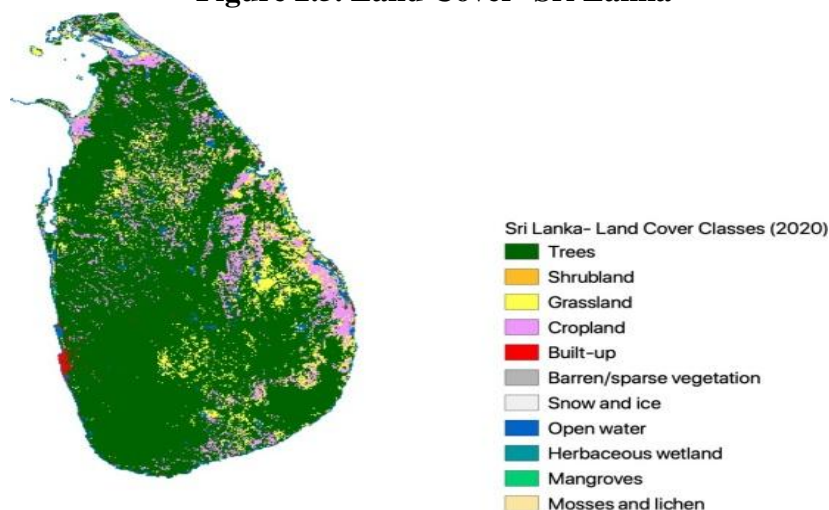 Sri Lanka- Land Cover Classes (2020)
Trees
Shrubland
Grassland
Cropland
Built-up
Barren/sparse vegetation
Snow and ice
Open water
Herbaceous wetland
Mangroves
Mosses and lichen